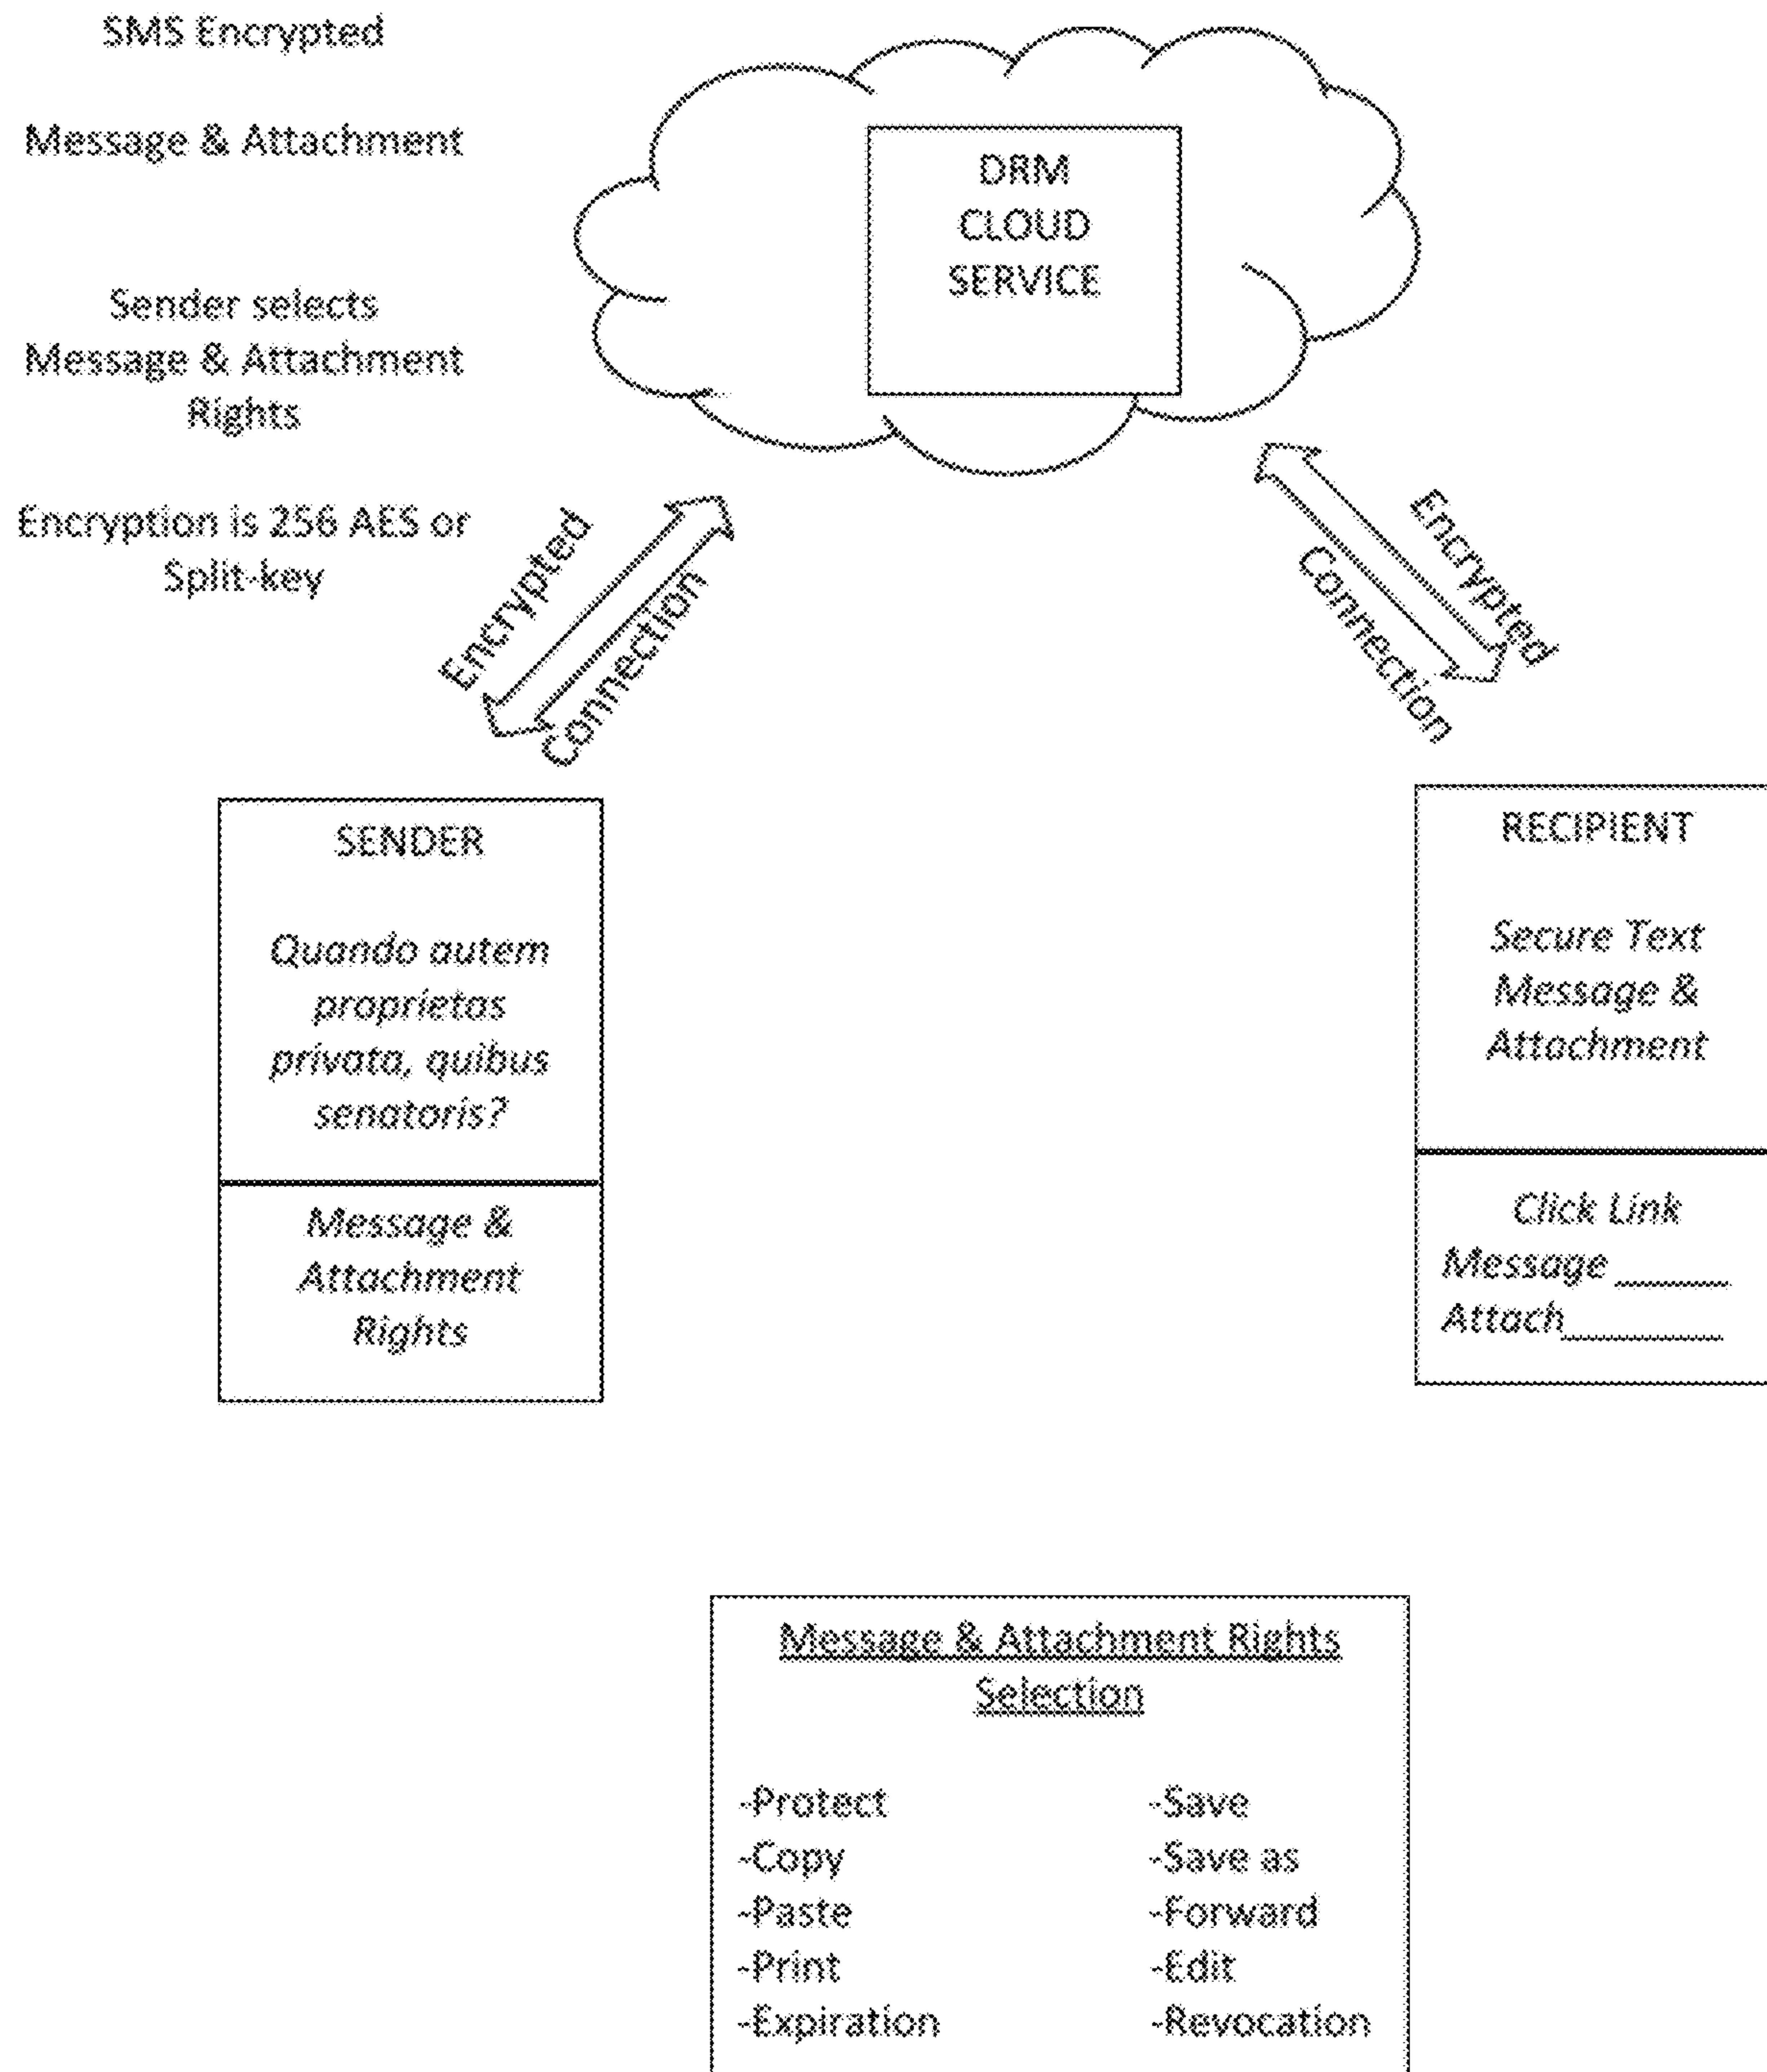 SMS Encrypted
Message & Attachment
Sender selects
Message & Attachment
Rights
Encryption is 256 AES or
Split-key
DRM
CLOUD
SERVICE
Encrypted
Connection
Encrypted
Connection
SENDER
Quando autem
proprietas
privata, quibus
senatoris?
Message &
Attachment
Rights
RECIPIENT
Secure Text
Message &
Attachment
Click Link
Message ______
Attach________
Message & Attachment Rights
Selection
-Protect
-Copy
-Paste
-Print
-Expiration
-Save
-Save as
-Forward
-Edit
-Revocation